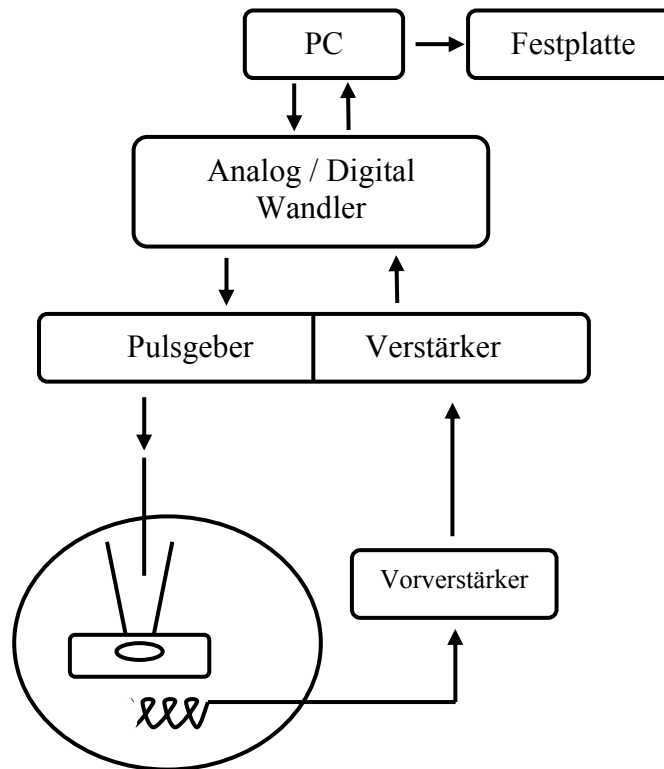 PC
Festplatte
Analog / Digital
Wandler
Pulsgeber
Verstärker
Vorverstärker